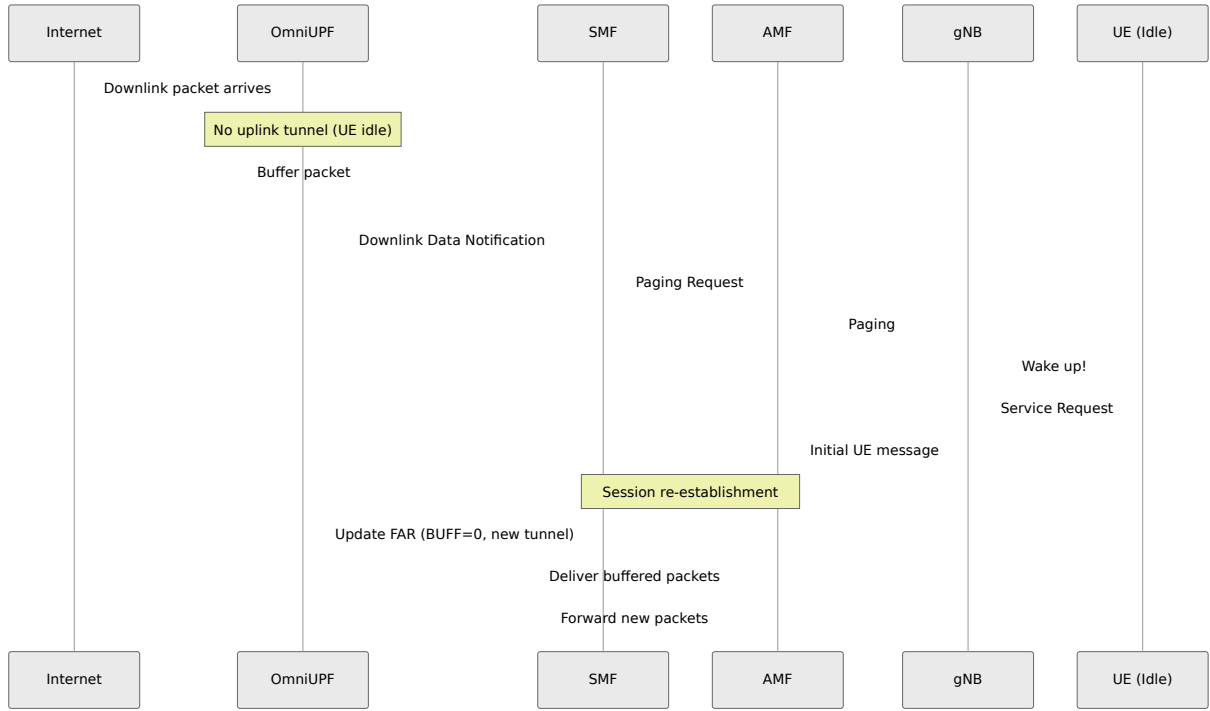 Internet
OmniUPF
SMF
AMF
gNB
UE (Idle)
Downlink packet arrives
No uplink tunnel (UE idle)
Buffer packet
Downlink Data Notification
Paging Request
Paging
Wake up!
Service Request
Initial UE message
Session re-establishment
Update FAR (BUFF=0, new tunnel)
Deliver buffered packets
Forward new packets
Internet
OmniUPF
SMF
AMF
gNB
UE (Idle)